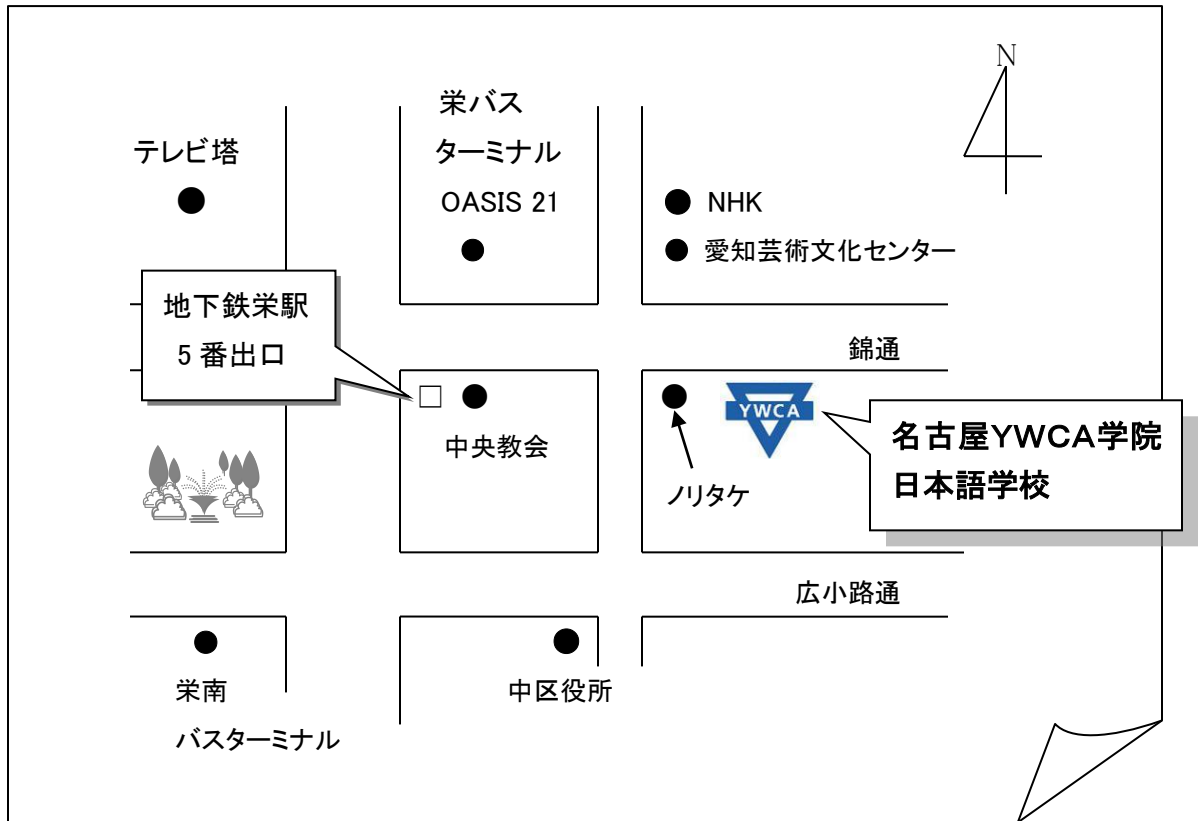 N
栄バス
ターミナル
OASIS 21
テレビ塔
NHK
愛知芸術文化センター
地下鉄栄駅
5番出口
錦通
中央教会
ノリタケ
YWCA
名古屋YWCA学院
日本語学校
広小路通
栄南
バスターミナル
中区役所